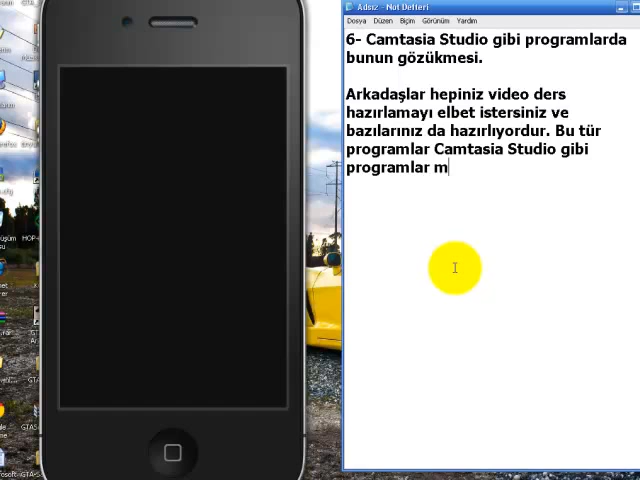 Adsız - Not Defteri
Dosya Düzen Biçim Görünüm Yardım
6- Camtasia Studio gibi programlarda
bunun gözükmesi.
Arkadaşlar hepiniz video ders
hazırlamayı elbet istersiniz ve
bazılarınız da hazırlıyordur. Bu tür
programlar Camtasia Studio gibi
programlar m